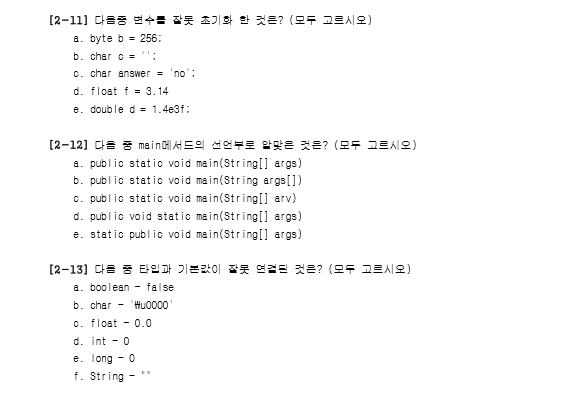 [2-11] 다음중 변수를 잘못 초기화 한 것은? (모두 고르시오)
a. byte b = 256;
b. char c = '';
c. char answer = 'no';
d. float f = 3.14
e. double d = 1.4e3f;
[2-12] 다음 중 main메서드의 선언부로 알맞은 것은? (모두 고르시오)
a. public static void main(String[] args)
b. public static void main(String args[])
c. public static void main(String[] arv)
d. public void static main(String[] args)
e. static public void main(String[] args)
[2-13] 다음 중 타입과 기본값이 잘못 연결된 것은? (모두 고르시오)
a. boolean - false
b. char - '₩u0000'
c. float - 0.0
d. int - 0
e. long - 0
f. String - ""